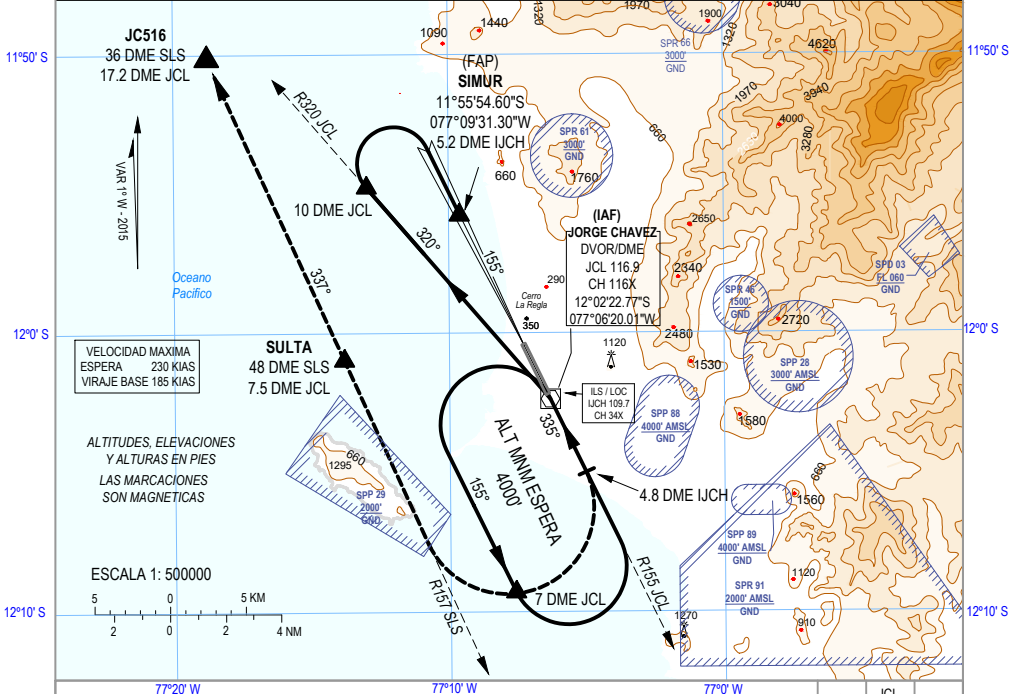 JC516
36 DME SLS
17.2 DME JCL
11°50' S
11°50' S
R320 JCL
VAR 1° W - 2015
1090
1440
1320
1970
1900
3040
1320
4620
SPR 66
3000'
GND
(FAP)
SIMUR
11°55'54.60"S
077°09'31.30"W
5.2 DME IJCH
SPR 61
3000'
GND
1760
660
660
1970
3940
4000
3280
10 DME JCL
320°
155°
337°
Oceano
Pacífico
(IAF)
JORGE CHAVEZ
DVOR/DME
JCL 116.9
CH 116X
12°02'22.77"S
077°06'20.01"W
2650
2340
2480
290
Cerro
La Regla
350
1120
1530
SPR 46
1500'
GND
2720
SPD 03
FL 060
GND
12°0' S
12°0' S
VELOCIDAD MAXIMA
ESPERA 230 KIAS
VIRAJE BASE 185 KIAS
SULTA
48 DME SLS
7.5 DME JCL
SPP 28
3000' AMSL
GND
ILS / LOC
IJCH 109.7
CH 34X
SPP 88
4000' AMSL
GND
1580
335°
ALT MNM ESPERA
4000'
155°
ALTITUDES, ELEVACIONES
Y ALTURAS EN PIES
LAS MARCACIONES
SON MAGNETICAS
660
1295
SPP 29
2000'
GND
4.8 DME IJCH
660
1560
SPP 89
4000' AMSL
GND
SPR 91
2000' AMSL
GND
1120
910
1270
7 DME JCL
R155 JCL
R157 SLS
ESCALA 1: 500000
5 0 5 KM
2 0 2 4 NM
12°10' S
12°10' S
77°20' W
77°10' W
77°0' W
JCL